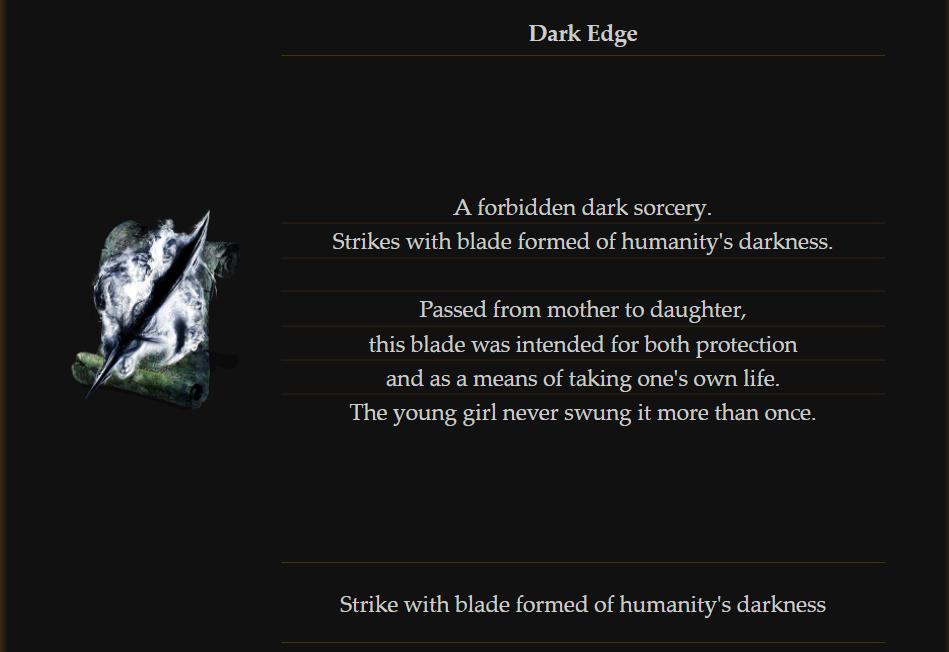 Dark Edge
A forbidden dark sorcery.
Strikes with blade formed of humanity's darkness.
Passed from mother to daughter,
this blade was intended for both protection
and as a means of taking one's own life.
The young girl never swung it more than once.
Strike with blade formed of humanity's darkness